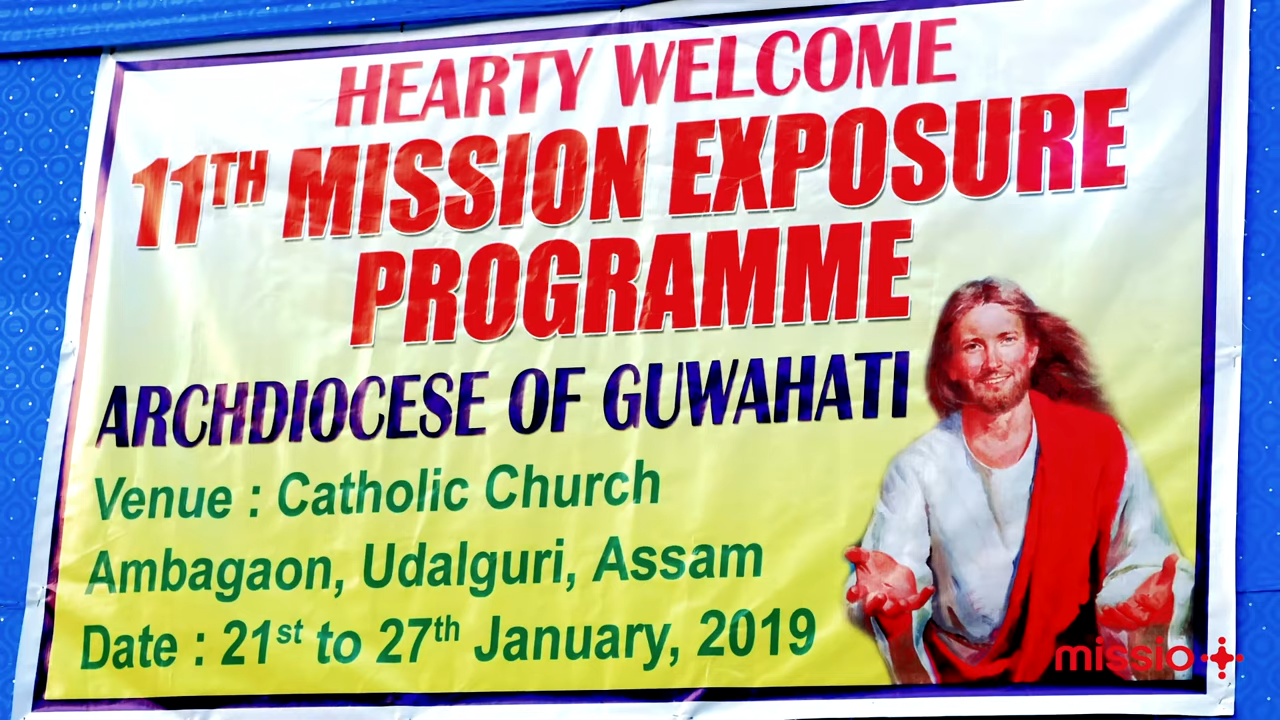 HEARTY WELCOME
11TH MISSION EXPOSURE
PROGRAMME
ARCHDIOCESE OF GUWAHATI
Venue : Catholic Church
Ambagaon, Udalguri, Assam
Date : 21st to 27th January, 2019
missio